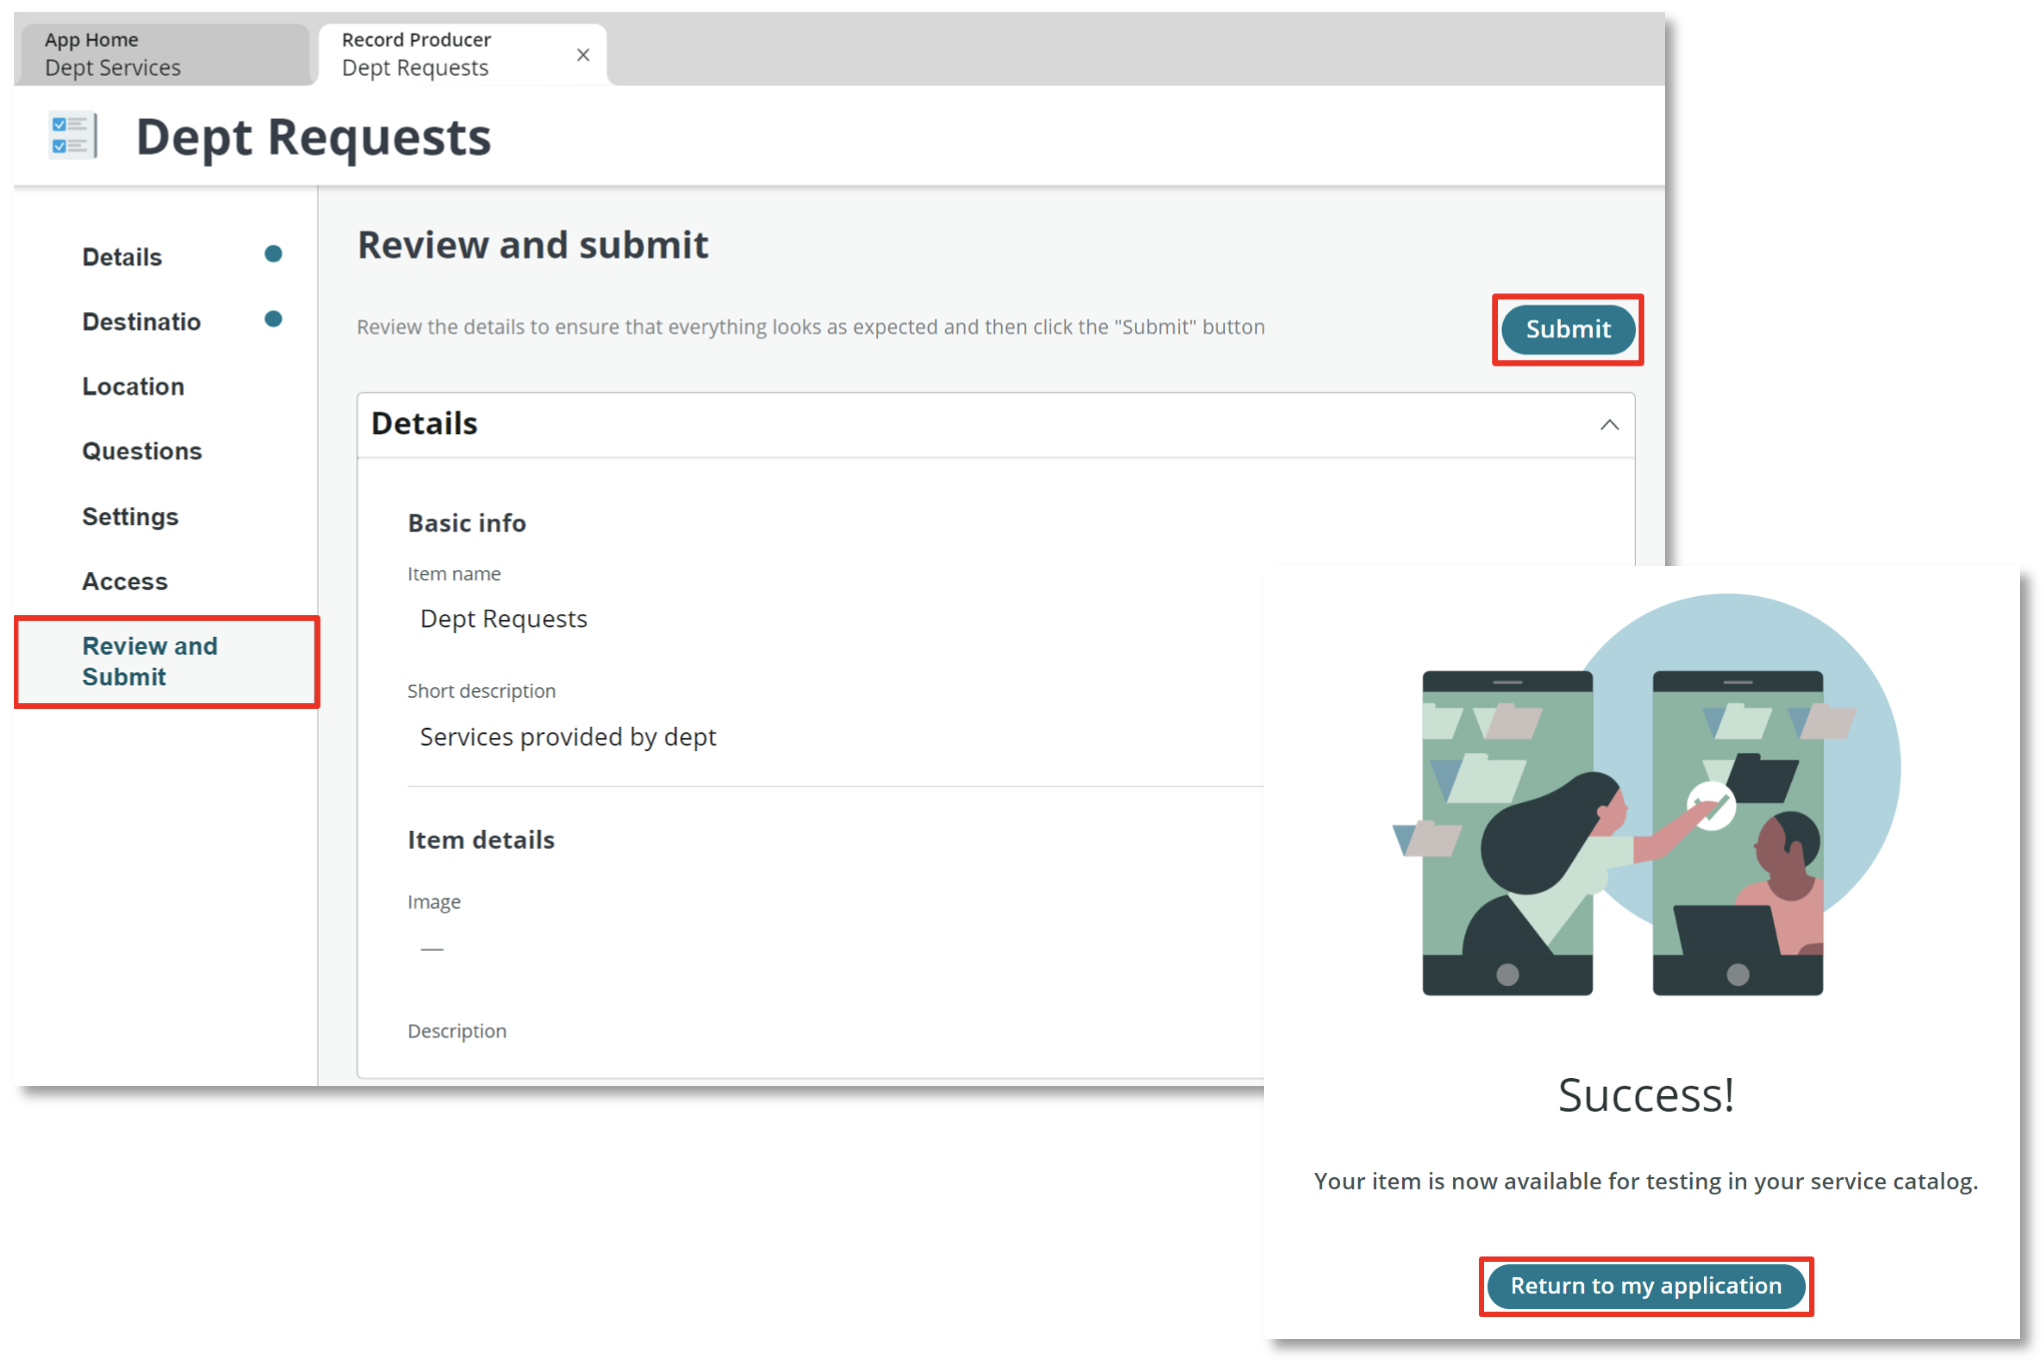 App Home
Dept Services
Record Producer
Dept Requests
Dept Requests
Details
Destinatio
Location
Questions
Settings
Access
Review and
Submit
Review and submit
Review the details to ensure that everything looks as expected and then click the "Submit" button
Submit
Details
Basic info
Item name
Dept Requests
Short description
Services provided by dept
Item details
Image
—
Description
Success!
Your item is now available for testing in your service catalog.
Return to my application